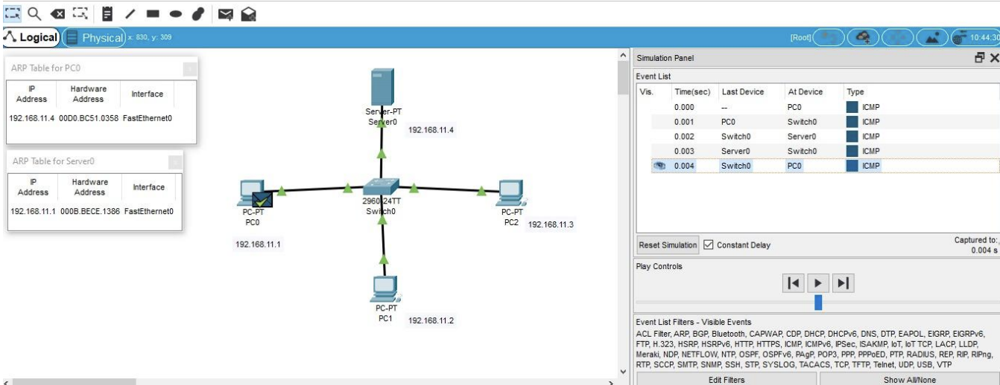 Logical
Physical
x: 830, y: 309
[Root]
10:44:30
ARP Table for PC0
IP Address
Hardware Address
Interface
192.168.11.4 00D0.BC51.0358 FastEthernet0
ARP Table for Server0
IP Address
Hardware Address
Interface
192.168.11.1 000B.BECE.1386 FastEthernet0
Server-PT
Server0
192.168.11.4
2960-24TT
Switch0
PC-PT
PC0
192.168.11.1
PC-PT
PC2
192.168.11.3
PC-PT
PC1
192.168.11.2
Simulation Panel
Event List
Vis. Time(sec) Last Device At Device Type
0.000 -- PC0 ICMP
0.001 PC0 Switch0 ICMP
0.002 Switch0 Server0 ICMP
0.003 Server0 Switch0 ICMP
0.004 Switch0 PC0 ICMP
Reset Simulation
Constant Delay
Captured to:
0.004 s
Play Controls
Event List Filters - Visible Events
ACL Filter, ARP, BGP, Bluetooth, CAPWAP, CDP, DHCP, DHCPv6, DNS, DTP, EAPOL, EIGRP, EIGRPv6,
FTP, H.323, HSRP, HSRPv6, HTTP, HTTPS, ICMP, ICMPv6, IPSec, ISAKMP, IoT, IoT TCP, LACP, LLDP,
Meraki, NDP, NETFLOW, NTP, OSPF, OSPFv6, PAgP, POP3, PPP, PPPoED, PTP, RADIUS, REP, RIP, RIPng,
RTP, SCCP, SMTP, SNMP, SSH, STP, SYSLOG, TACACS, TCP, TFTP, Telnet, UDP, USB, VTP
Edit Filters
Show All/None